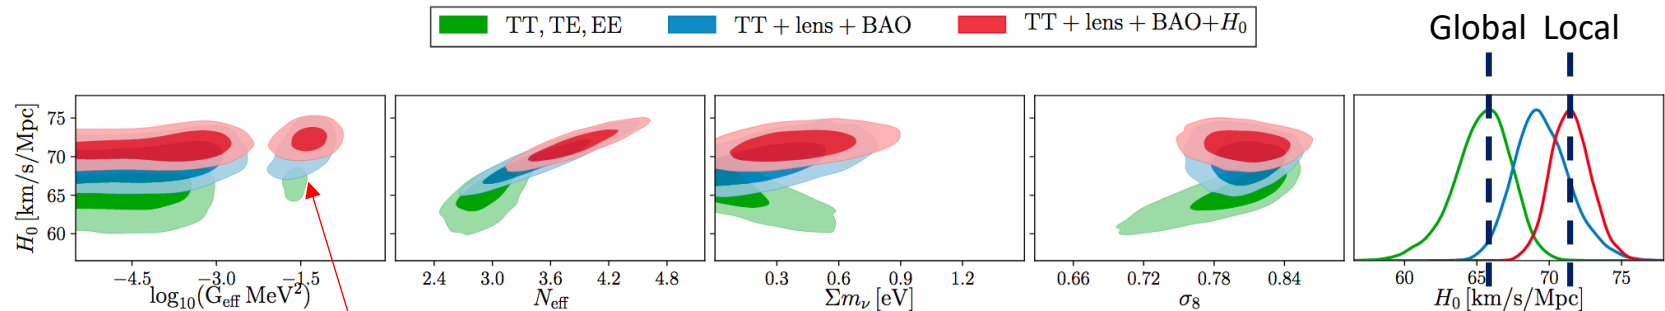 TT, TE, EE TT + lens + BAO TT + lens + BAO+H₀
Global Local
H₀ [km/s/Mpc]
75
70
65
60
−4.5 −3.0 −1.5
log₁₀(G_eff MeV²)
2.4 3.0 3.6 4.2 4.8
N_eff
0.3 0.6 0.9 1.2
Σm_ν [eV]
0.66 0.72 0.78 0.84
σ₈
60 65 70 75
H₀ [km/s/Mpc]